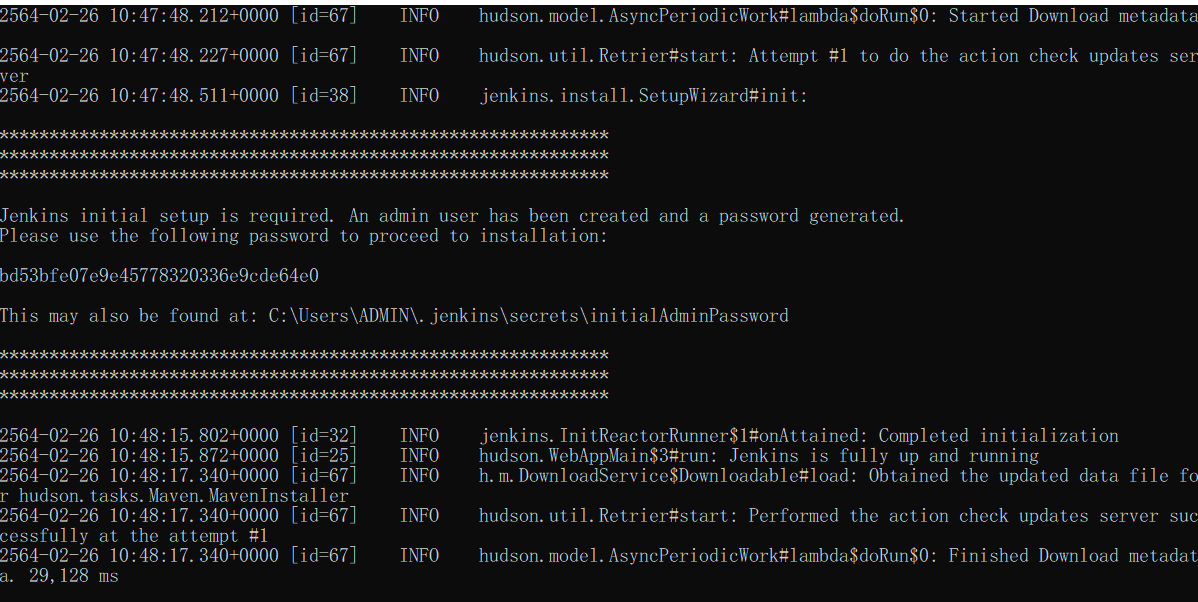 2564-02-26 10:47:48.212+0000 [id=67] INFO hudson.model.AsyncPeriodicWork#lambda$doRun$0: Started Download metadata
2564-02-26 10:47:48.227+0000 [id=67] INFO hudson.util.Retrier#start: Attempt #1 to do the action check updates ser
ver
2564-02-26 10:47:48.511+0000 [id=38] INFO jenkins.install.SetupWizard#init:
*************************************************************
*************************************************************
*************************************************************
Jenkins initial setup is required. An admin user has been created and a password generated.
Please use the following password to proceed to installation:
bd53bfe07e9e45778320336e9cde64e0
This may also be found at: C:\Users\ADMIN\.jenkins\secrets\initialAdminPassword
*************************************************************
*************************************************************
*************************************************************
2564-02-26 10:48:15.802+0000 [id=32] INFO jenkins.InitReactorRunner$1#onAttained: Completed initialization
2564-02-26 10:48:15.872+0000 [id=25] INFO hudson.WebAppMain$3#run: Jenkins is fully up and running
2564-02-26 10:48:17.340+0000 [id=67] INFO h.m.DownloadService$Downloadable#load: Obtained the updated data file fo
r hudson.tasks.Maven.MavenInstaller
2564-02-26 10:48:17.340+0000 [id=67] INFO hudson.util.Retrier#start: Performed the action check updates server suc
cessfully at the attempt #1
2564-02-26 10:48:17.340+0000 [id=67] INFO hudson.model.AsyncPeriodicWork#lambda$doRun$0: Finished Download metadat
a. 29,128 ms